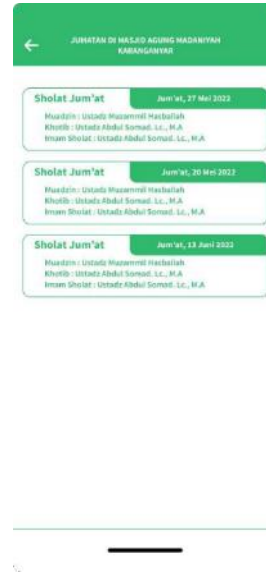 JUMATAN DI MASJID AGUNG MADANIYAH
KARANGANYAR
Sholat Jum'at
Jum'at, 27 Mei 2022
Muadzin : Ustadz Muzammil Hasballah
Khotib : Ustadz Abdul Somad. Lc., M.A
Imam Sholat : Ustadz Abdul Somad. Lc., M.A
Sholat Jum'at
Jum'at, 20 Mei 2022
Muadzin : Ustadz Muzammil Hasballah
Khotib : Ustadz Abdul Somad. Lc., M.A
Imam Sholat : Ustadz Abdul Somad. Lc., M.A
Sholat Jum'at
Jum'at, 13 Juni 2022
Muadzin : Ustadz Muzammil Hasballah
Khotib : Ustadz Abdul Somad. Lc., M.A
Imam Sholat : Ustadz Abdul Somad. Lc., M.A